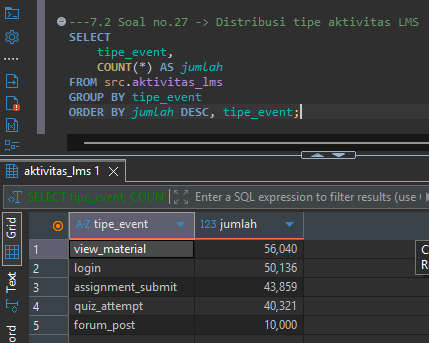 ---7.2 Soal no.27 -> Distribusi tipe aktivitas LMS
SELECT
tipe_event,
COUNT(*) AS jumlah
FROM src.aktivitas_lms
GROUP BY tipe_event
ORDER BY jumlah DESC, tipe_event;
aktivitas_lms 1
SELECT tipe_event, COUN
Enter a SQL expression to filter results (use
Grid
Text
A-Z tipe_event
123 jumlah
1 view_material 56,040
2 login 50,136
3 assignment_submit 43,859
4 quiz_attempt 40,321
5 forum_post 10,000